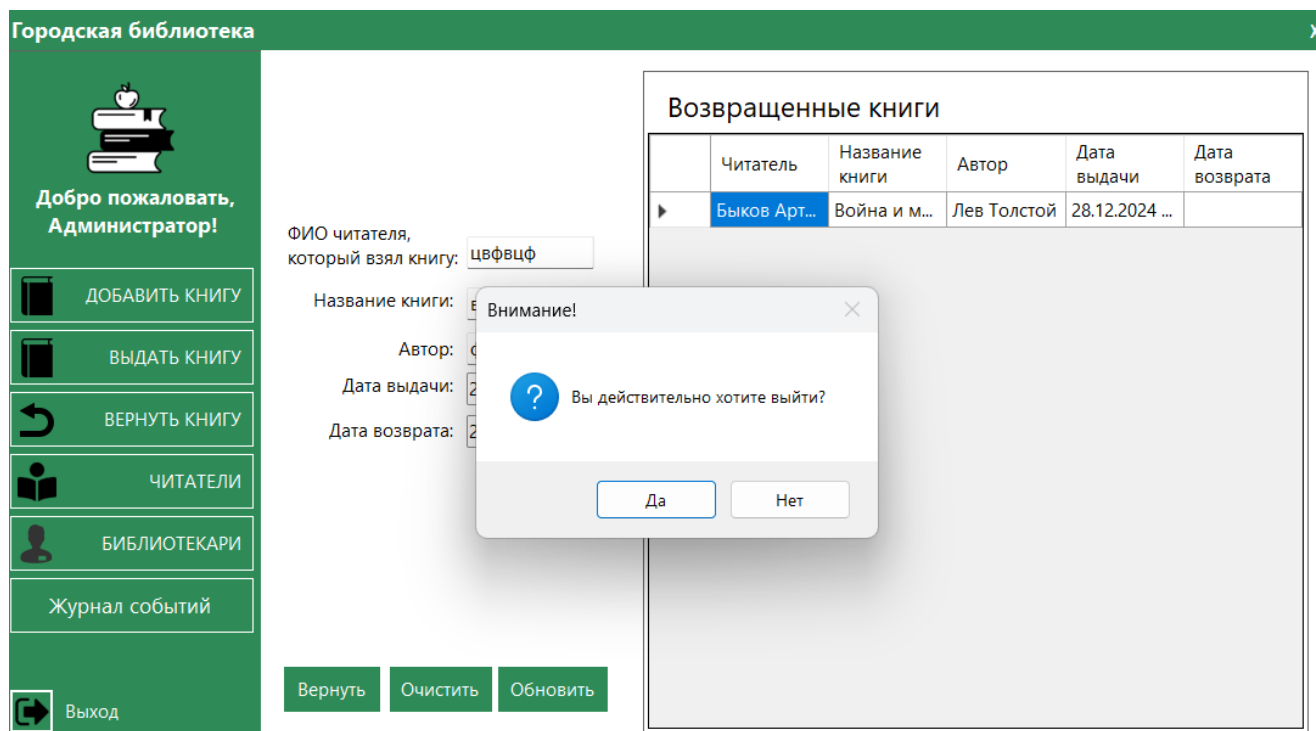 Городская библиотека
X
Добро пожаловать,
Администратор!
ДОБАВИТЬ КНИГУ
ВЫДАТЬ КНИГУ
ВЕРНУТЬ КНИГУ
ЧИТАТЕЛИ
БИБЛИОТЕКАРИ
Журнал событий
Выход
ФИО читателя,
который взял книгу: цвфвцф
Название книги:
Автор:
Дата выдачи: 2
Дата возврата: 2
Вернуть Очистить Обновить
Внимание!
?
Вы действительно хотите выйти?
Да Нет
Возвращенные книги
Читатель Название книги Автор Дата выдачи Дата возврата
Быков Арт... Война и м... Лев Толстой 28.12.2024 ...